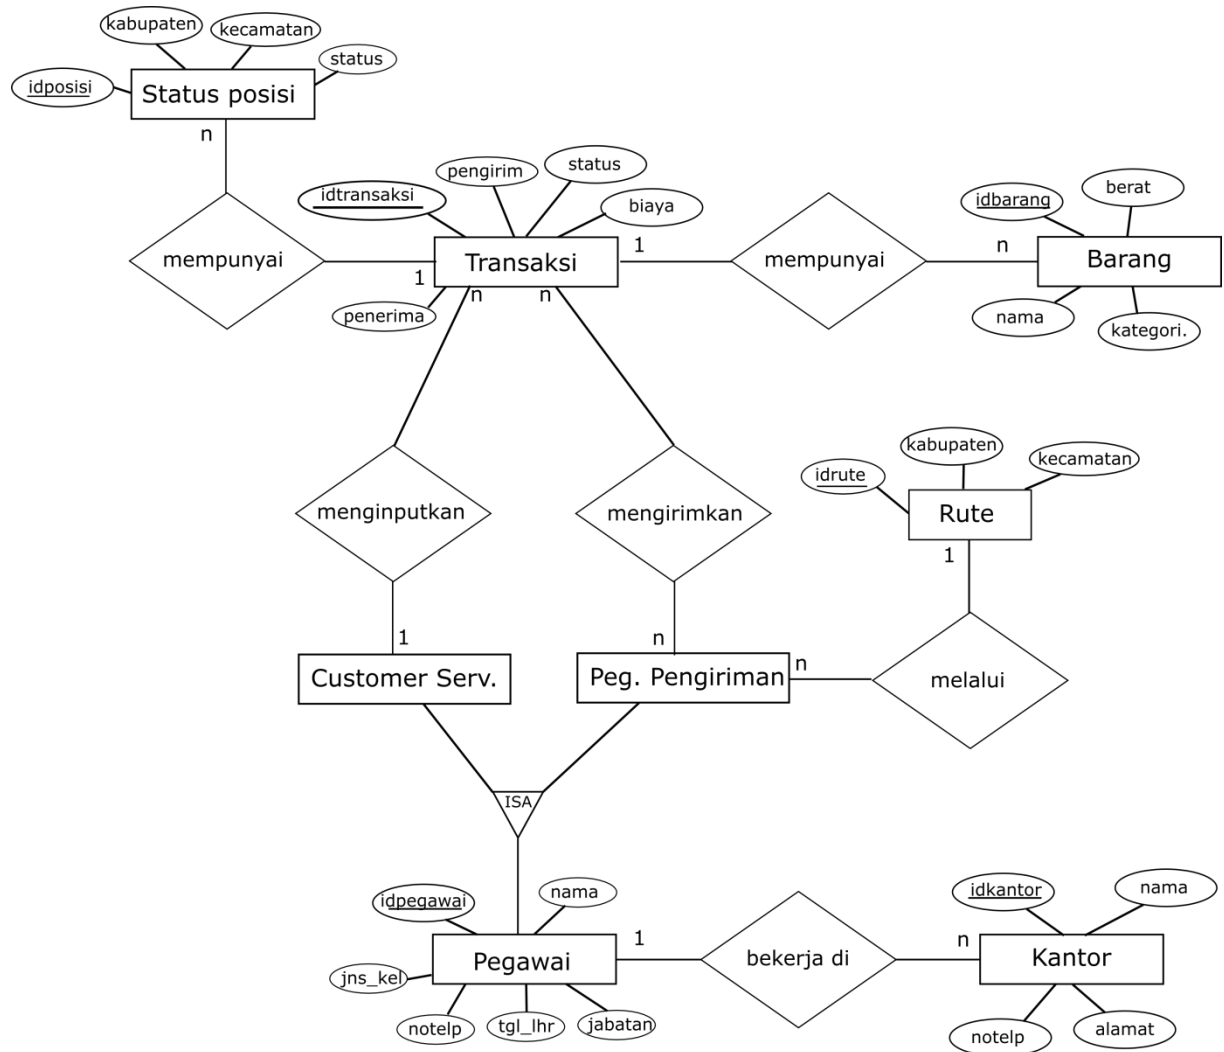 kabupaten
kecamatan
status
idposisi
Status posisi
n
mempunyai
idtransaksi
pengirim
status
biaya
1
Transaksi
1
n
n
penerima
mempunyai
n
idbarang
berat
Barang
nama
kategori.
menginputkan
mengirimkan
idrute
kabupaten
kecamatan
Rute
1
1
n
Customer Serv.
Peg. Pengiriman
n
melalui
ISA
idpegawai
nama
Pegawai
jns_kel
notelp
tgl_lhr
jabatan
1
bekerja di
n
idkantor
nama
Kantor
notelp
alamat